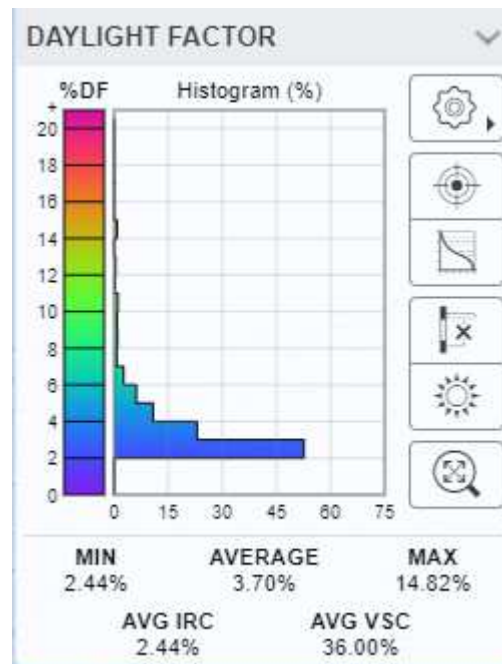 DAYLIGHT FACTOR
%DF Histogram (%)
+
20
18
16
14
12
10
8
6
4
2
0
0 15 30 45 60 75
MIN AVERAGE MAX
2.44% 3.70% 14.82%
AVG IRC AVG VSC
2.44% 36.00%